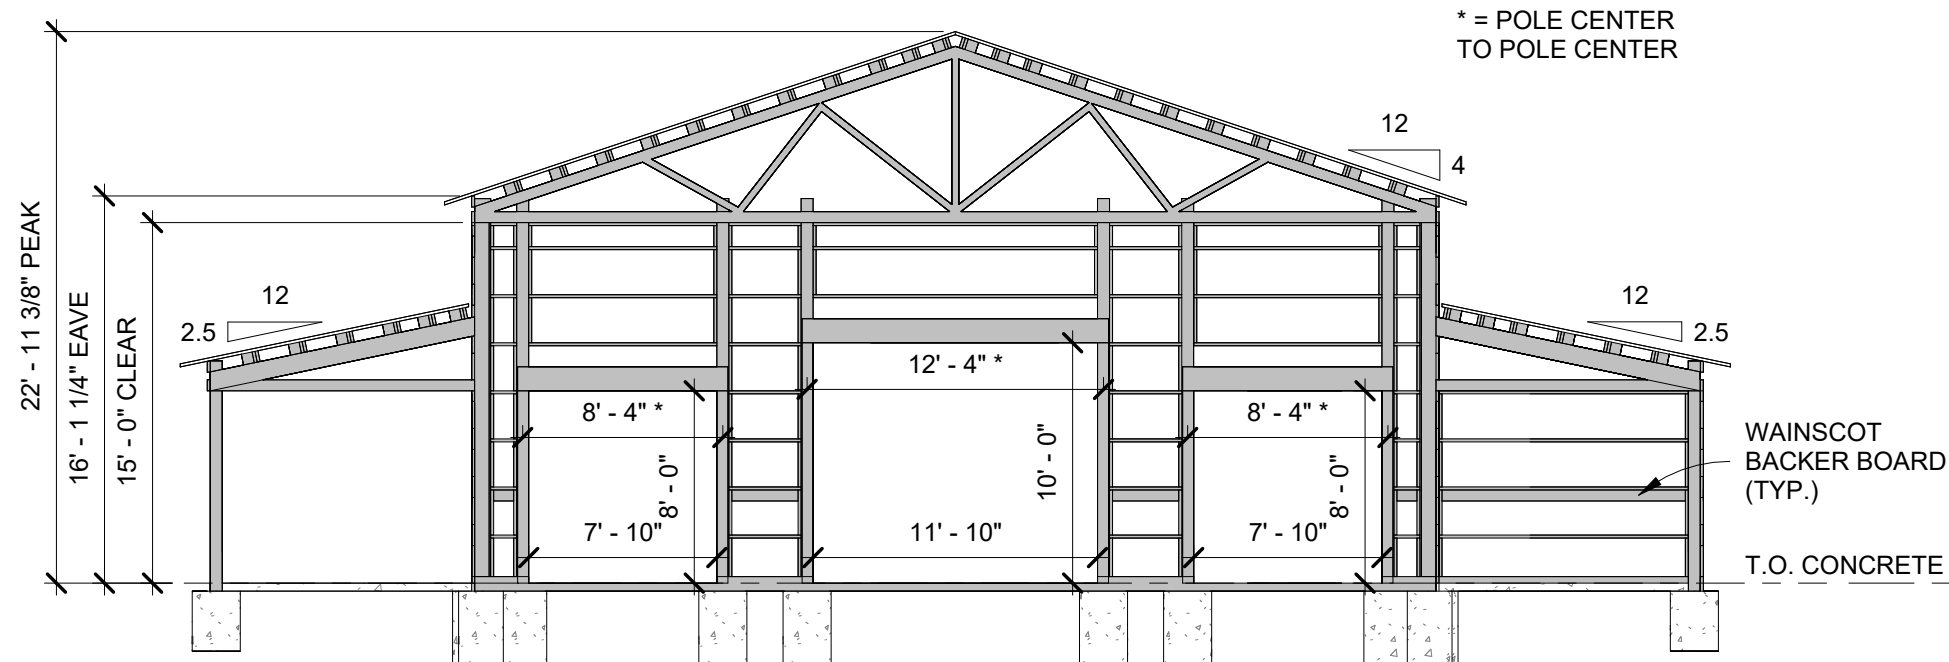 * = POLE CENTER
TO POLE CENTER
12
4
22' - 11 3/8" PEAK
16' - 1 1/4" EAVE
15' - 0" CLEAR
12
2.5
12
2.5
12' - 4" *
8' - 4" *
8' - 4" *
10' - 0"
8' - 0"
8' - 0"
7' - 10"
11' - 10"
7' - 10"
WAINSCOT
BACKER BOARD
(TYP.)
T.O. CONCRETE